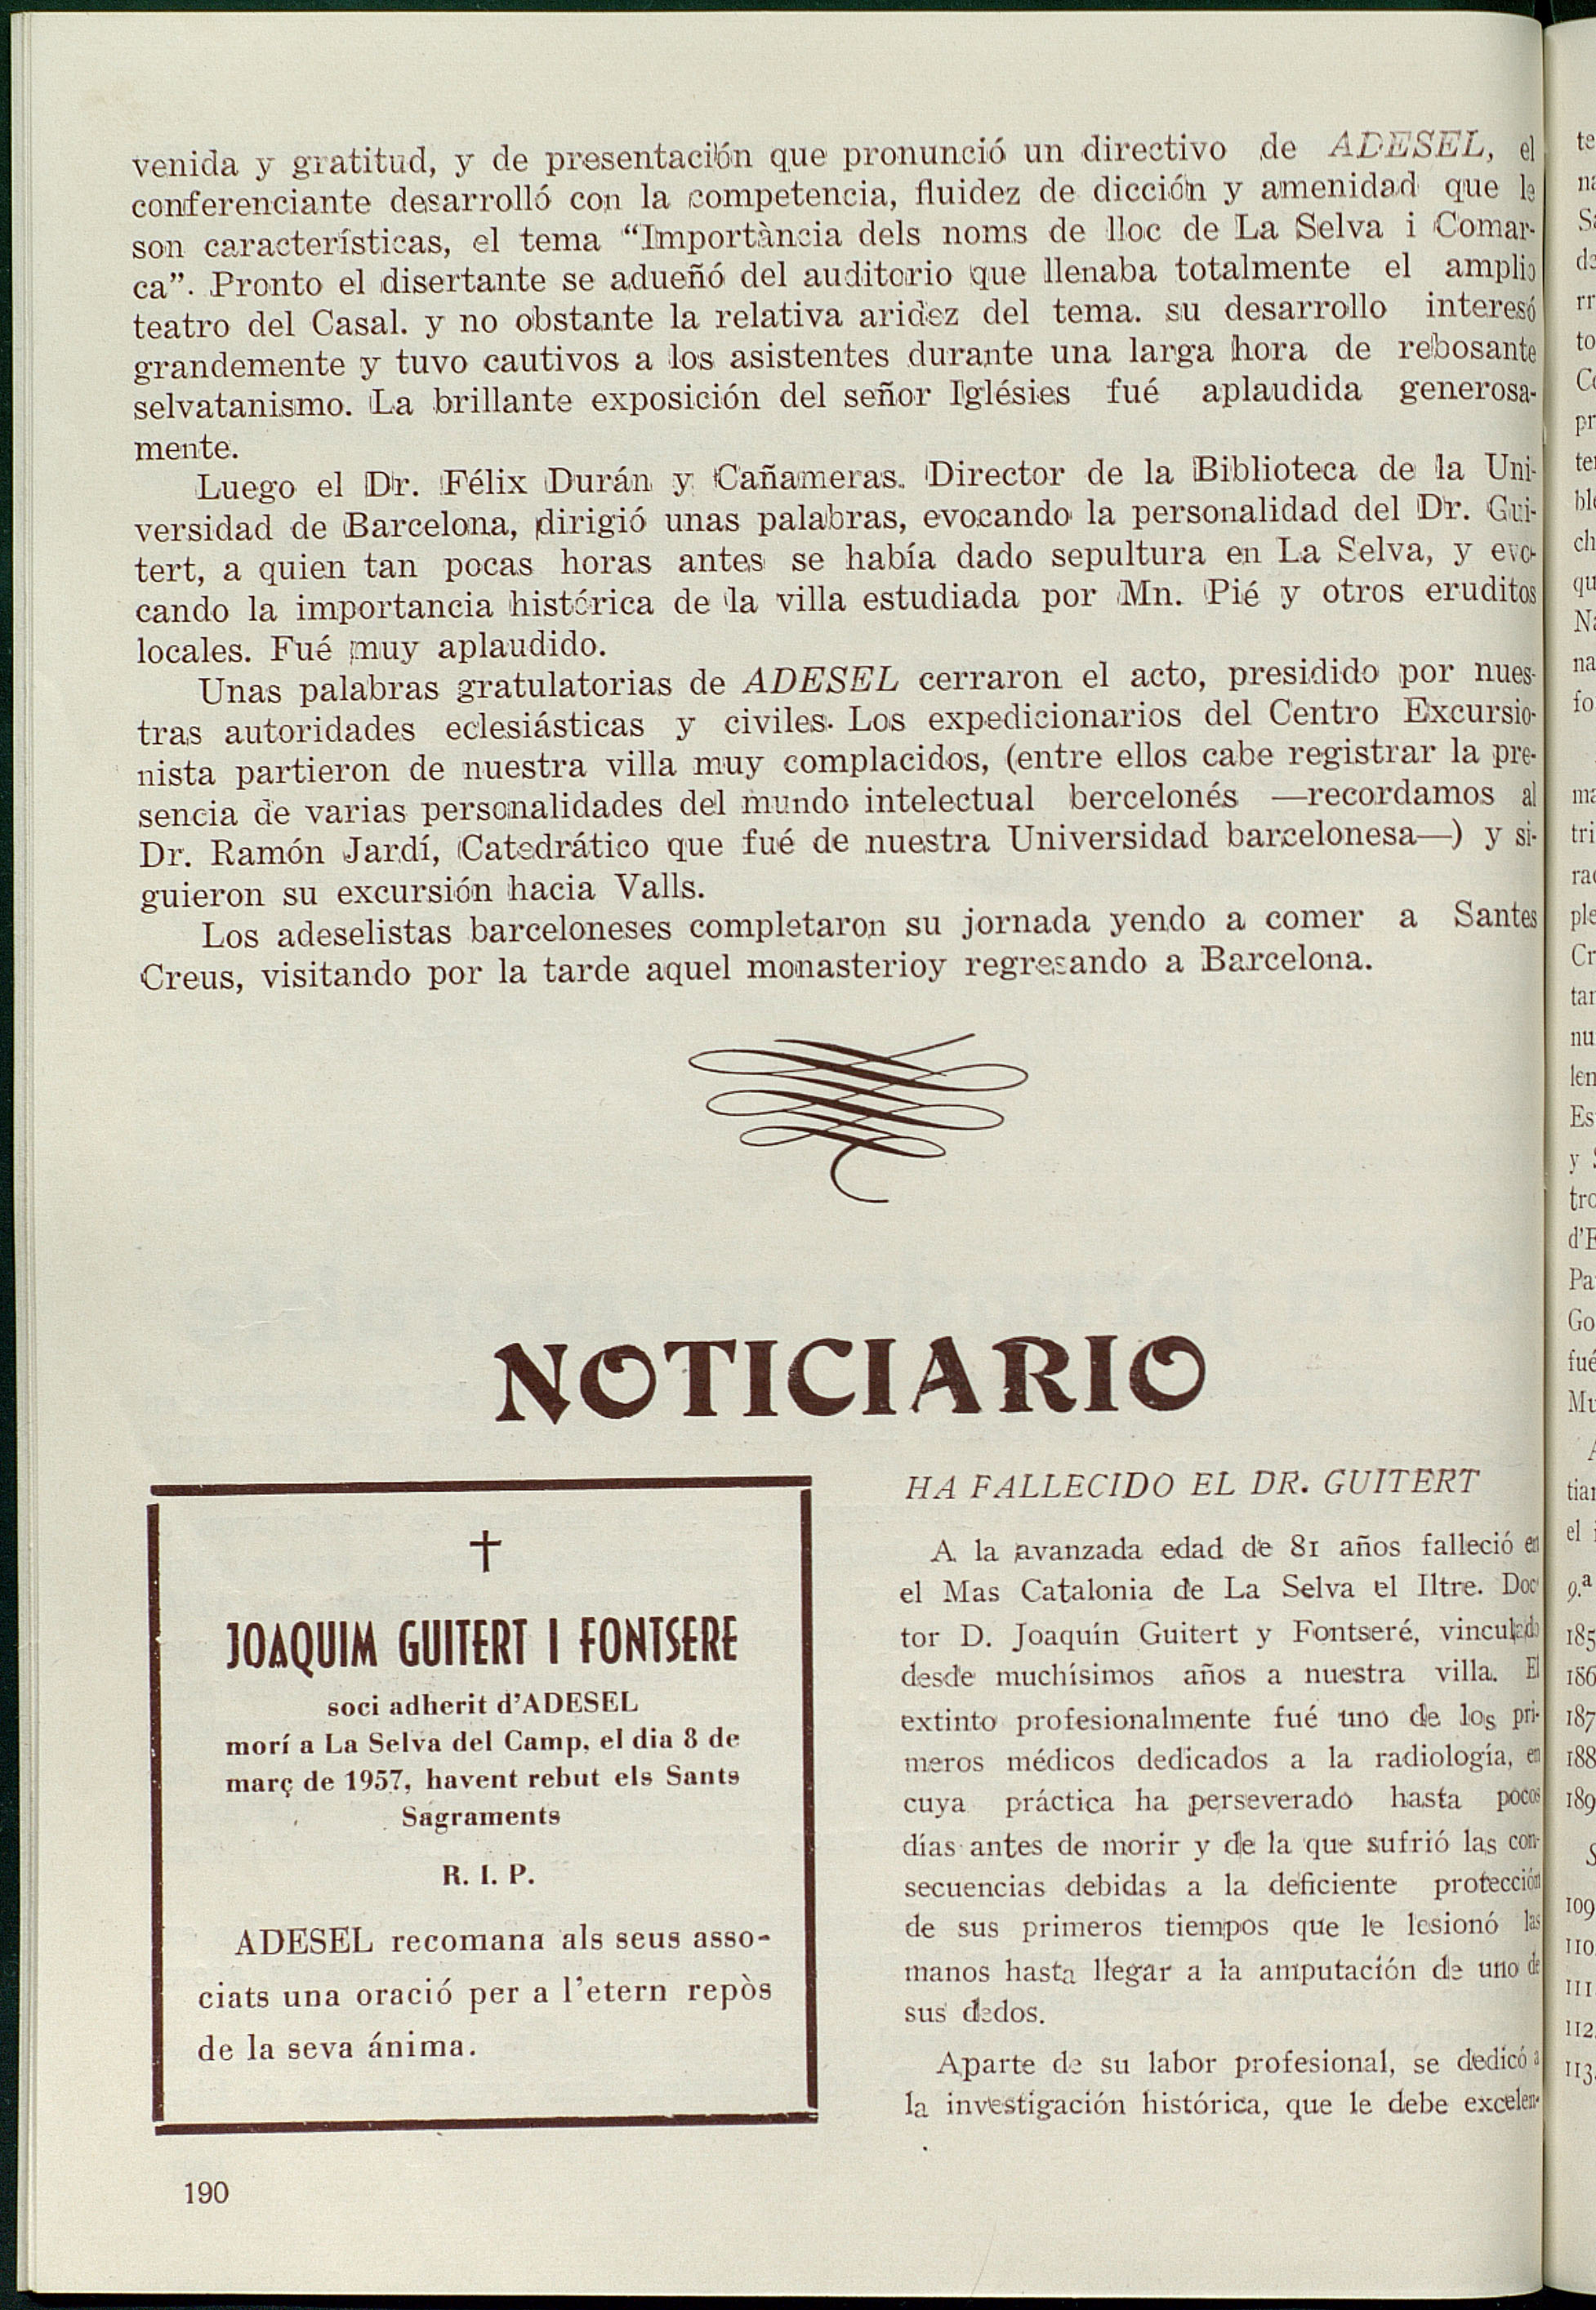 venida y gratitud, y de presentación que pronunció un directivo de ADESEL, el
conferenciante desarrolló con la competencia, fluidez de dicción y amenidad que le
son características, el tema “Importància dels noms de lloc de La Selva i Comar-
ca”. Pronto el disertante se adueñó del auditorio que llenaba totalmente el amplio
teatro del Casal. y no obstante la relativa aridez del tema. su desarrollo interesó
grandemente y tuvo cautivos a los asistentes durante una larga hora de rebosante
selvatanismo. La brillante exposición del señor Iglésies fué aplaudida generosa-
mente.
Luego el Dr. Félix Durán y Cañameras. Director de la Biblioteca de la Uni-
versidad de Barcelona, dirigió unas palabras, evocando la personalidad del Dr. Gui-
tert, a quien tan pocas horas antes se había dado sepultura en La Selva, y evo-
cando la importancia histórica de la villa estudiada por Mn. Pié y otros eruditos
locales. Fué muy aplaudido.
Unas palabras gratulatorias de ADESEL cerraron el acto, presidido por nues-
tras autoridades eclesiásticas y civiles. Los expedicionarios del Centro Excursio-
nista partieron de nuestra villa muy complacidos, (entre ellos cabe registrar la pre-
sencia de varias personalidades del mundo intelectual bercelonés —recordamos al
Dr. Ramón Jardí, Catedrático que fué de nuestra Universidad barcelonesa—) y si-
guieron su excursión hacia Valls.
Los adeselistas barceloneses completaron su jornada yendo a comer a Santes
Creus, visitando por la tarde aquel monasterioy regresando a Barcelona.
NOTICIARIO
†
JOAQUIM GUITERT I FONTSERE
soci adherit d’ADESEL
morí a La Selva del Camp, el dia 8 de
març de 1957, havent rebut els Sants
Sagraments
R. I. P.
ADESEL recomana als seus asso-
ciats una oració per a l’etern repòs
de la seva ánima.
HA FALLECIDO EL DR. GUITERT
A la avanzada edad de 81 años falleció en
el Mas Catalonia de La Selva el Iltre. Doc-
tor D. Joaquín Guitert y Fontseré, vinculado
desde muchísimos años a nuestra villa. El
extinto profesionalmente fué uno de los pri-
meros médicos dedicados a la radiología, en
cuya práctica ha perseverado hasta pocos
días antes de morir y de la que sufrió las con-
secuencias debidas a la deficiente protección
de sus primeros tiempos que le lesionó las
manos hasta llegar a la amputación de uno de
sus dedos.
Aparte de su labor profesional, se dedicó a
la investigación histórica, que le debe excelen-
190